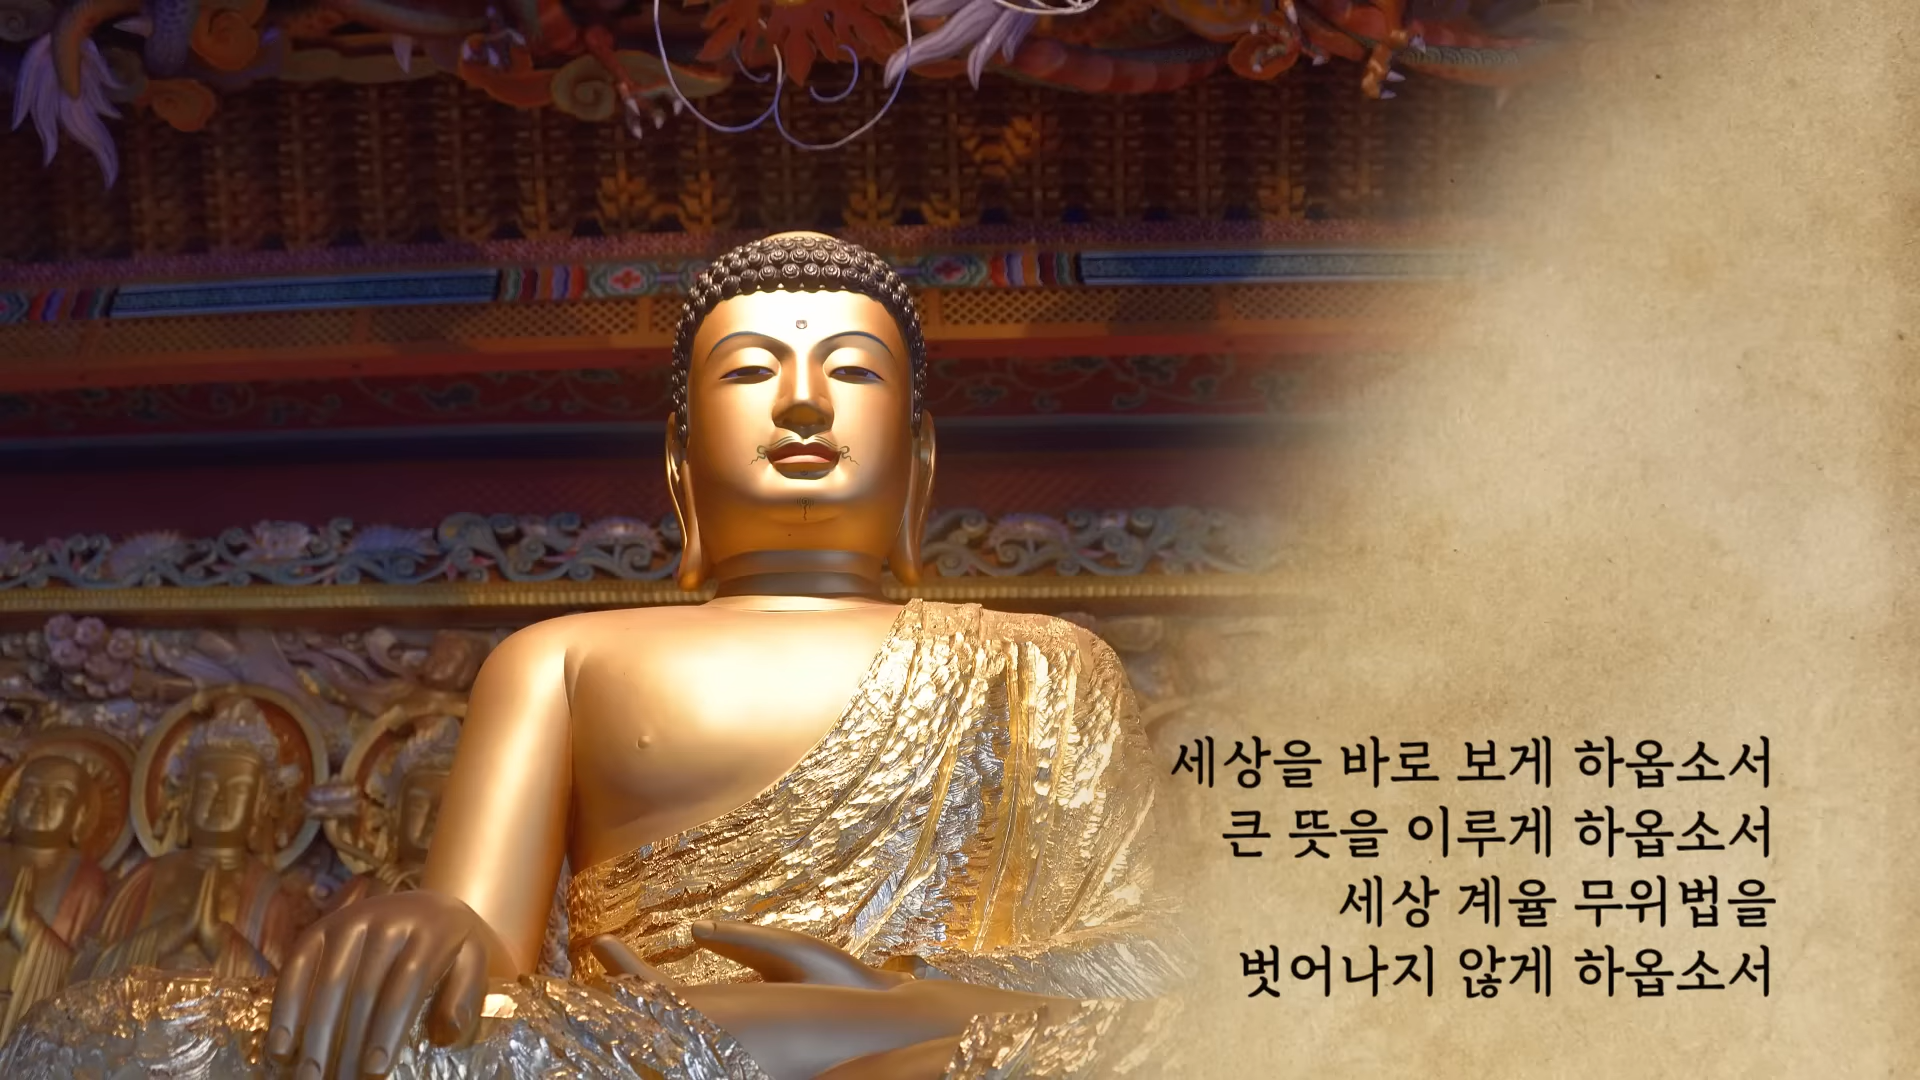 세상을 바로 보게 하옵소서
큰 뜻을 이루게 하옵소서
세상 계율 무위법을
벗어나지 않게 하옵소서